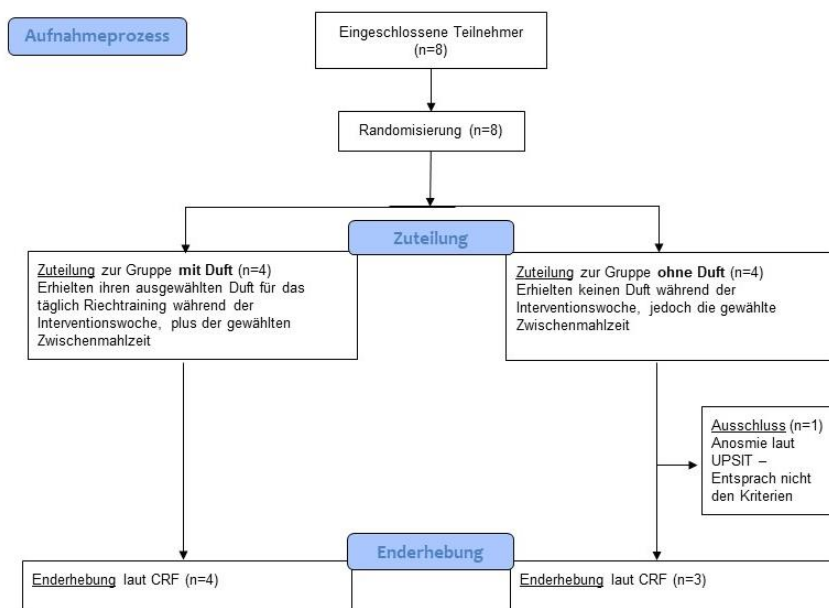 Aufnahmeprozess
Eingeschlossene Teilnehmer
(n=8)
Randomisierung (n=8)
Zuteilung
Zuteilung zur Gruppe mit Duft (n=4)
Erhielten ihren ausgewählten Duft für das
täglich Riechtraining während der
Interventionswoche, plus der gewählten
Zwischenmahlzeit
Zuteilung zur Gruppe ohne Duft (n=4)
Erhielten keinen Duft während der
Interventionswoche, jedoch die gewählte
Zwischenmahlzeit
Ausschluss (n=1)
Anosmie laut
UPSIT –
Entsprach nicht
den Kriterien
Enderhebung
Enderhebung laut CRF (n=4)
Enderhebung laut CRF (n=3)